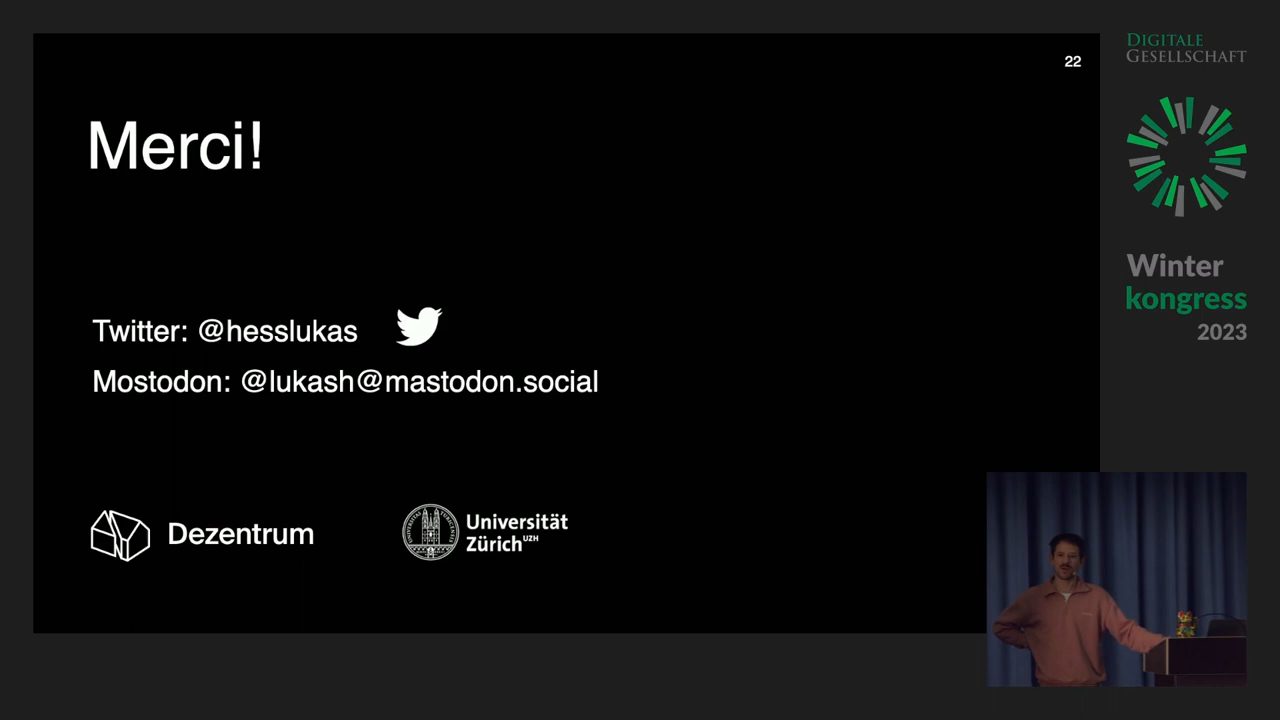 22
Merci!
Twitter: @hesslukas
Mostodon: @lukash@mastodon.social
Dezentrum
Universität
Zürich UZH
DIGITALE
GESELLSCHAFT
Winter
kongress
2023